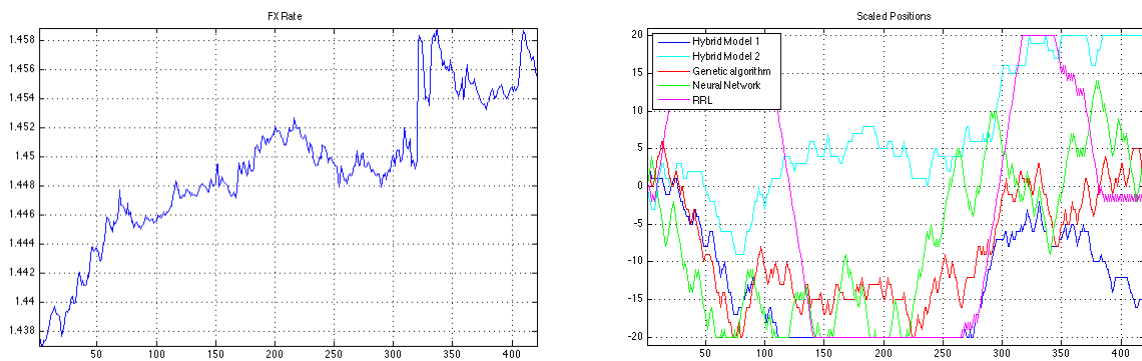 FX Rate
1.458
1.456
1.454
1.452
1.45
1.448
1.446
1.444
1.442
1.44
1.438
50 100 150 200 250 300 350 400
Scaled Positions
20
15
10
5
0
-5
-10
-15
-20
50 100 150 200 250 300 350 400
Hybrid Model 1
Hybrid Model 2
Genetic algorithm
Neural Network
RRL